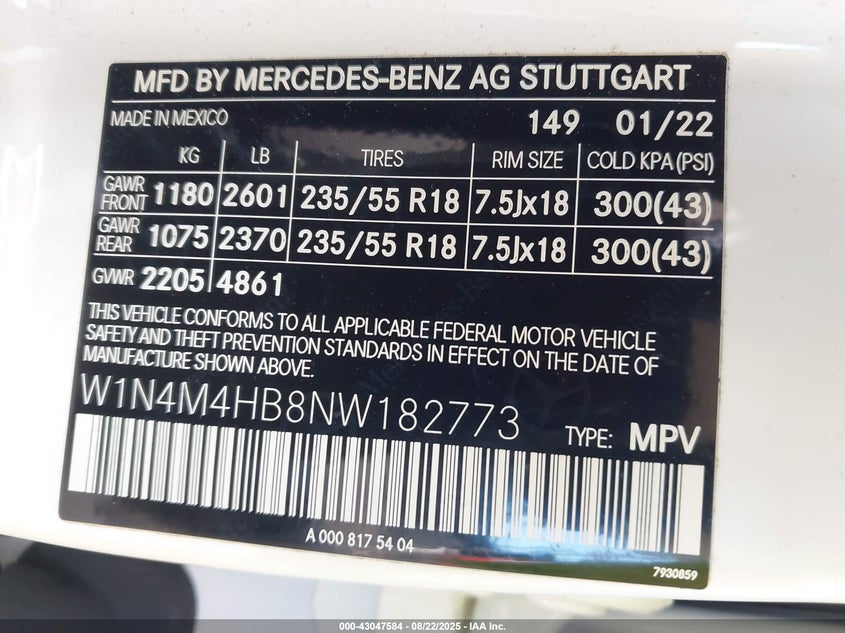 MFD BY MERCEDES-BENZ AG STUTTGART
MADE IN MEXICO 149 01/22
KG LB TIRES RIM SIZE COLD KPA (PSI)
GAWR FRONT 1180 2601 235/55 R18 7.5Jx18 300(43)
GAWR REAR 1075 2370 235/55 R18 7.5Jx18 300(43)
GVWR 2205 4861
THIS VEHICLE CONFORMS TO ALL APPLICABLE FEDERAL MOTOR VEHICLE
SAFETY AND THEFT PREVENTION STANDARDS IN EFFECT ON THE DATE OF
MANUFACTURE SHOWN ABOVE.
W1N4M4HB8NW182773 TYPE: MPV
A 000 817 54 04
7930859
000-43047584 - 08/22/2025 - IAA Inc.